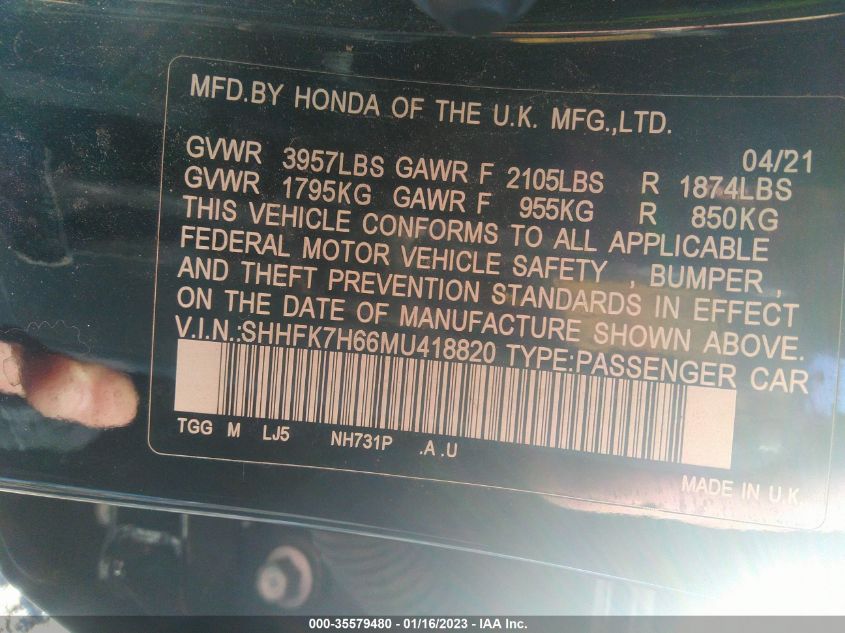 MFD.BY HONDA OF THE U.K. MFG.,LTD.
04/21
GVWR 3957LBS GAWR F 2105LBS R 1874LBS
GVWR 1795KG GAWR F 955KG R 850KG
THIS VEHICLE CONFORMS TO ALL APPLICABLE
FEDERAL MOTOR VEHICLE SAFETY , BUMPER ,
AND THEFT PREVENTION STANDARDS IN EFFECT
ON THE DATE OF MANUFACTURE SHOWN ABOVE.
V.I.N.:SHHFK7H66MU418820 TYPE:PASSENGER CAR
TGG M LJ5 NH731P .A .U
MADE IN U.K.
000-35579480 - 01/16/2023 - IAA Inc.